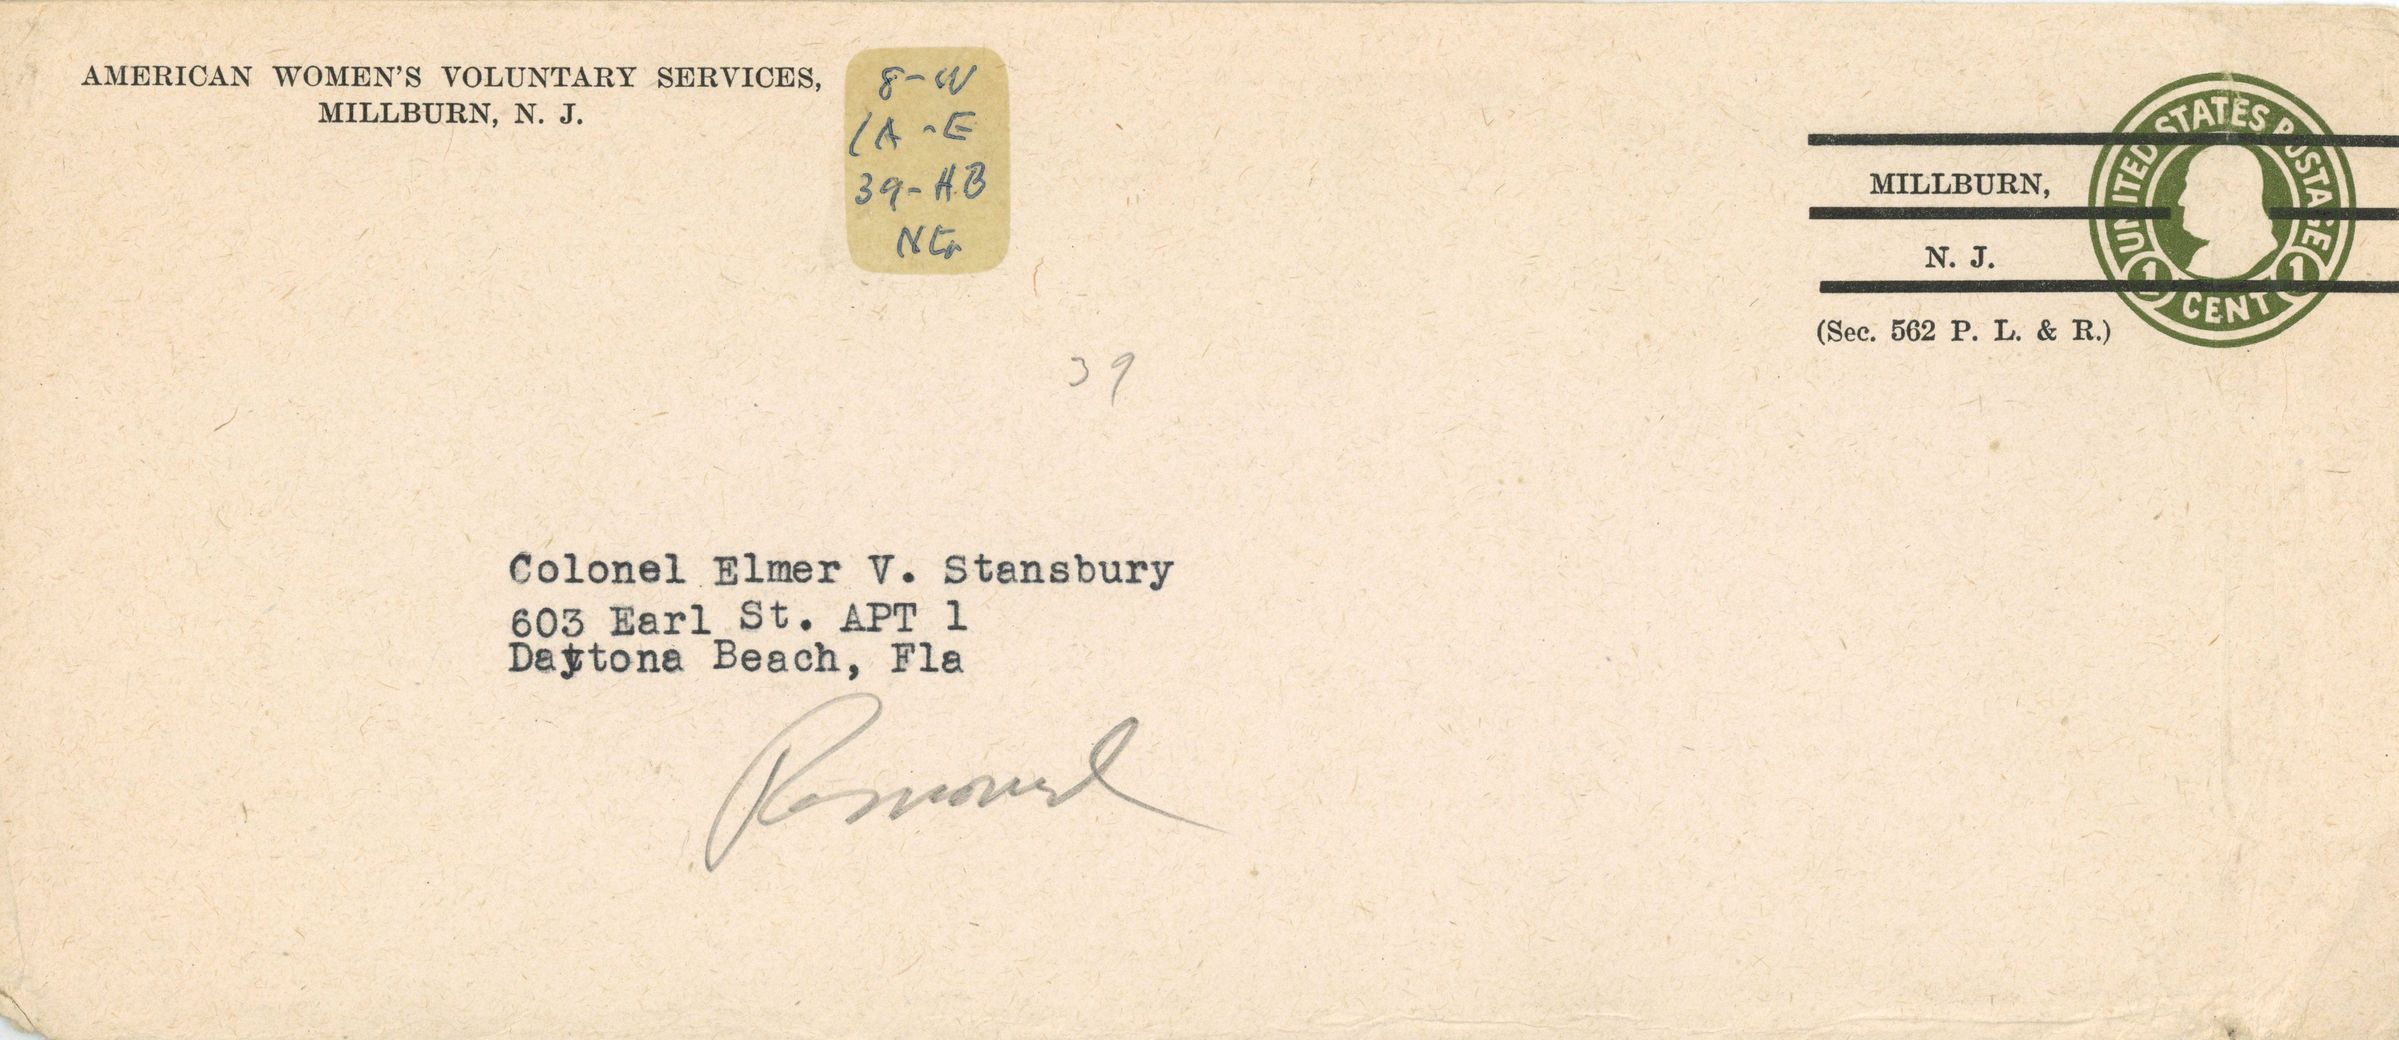 AMERICAN WOMEN'S VOLUNTARY SERVICES,
MILLBURN, N. J.
8-W
1A-E
39-HB
MILLBURN,
N. J.
(Sec. 562 P. L. & R.)
UNITED STATES POSTAGE
1 CENT 1
39
Colonel Elmer V. Stansbury
603 Earl St. APT 1
Daytona Beach, Fla
Removed